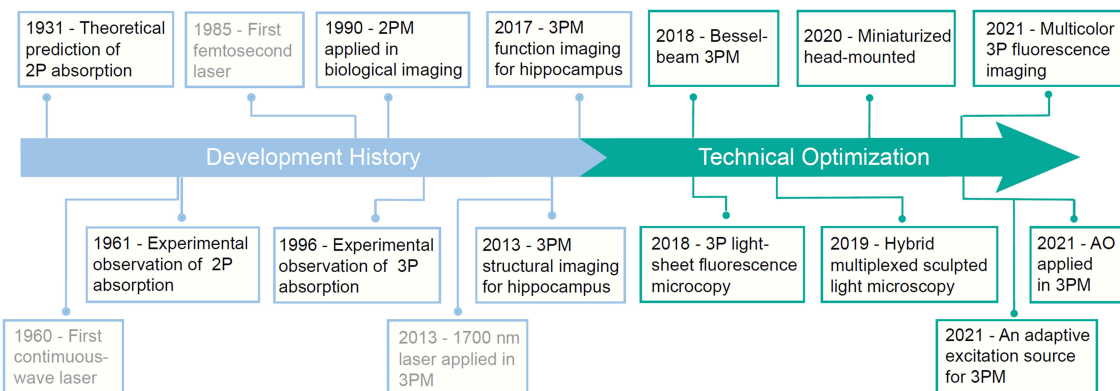 1931 - Theoretical
prediction of
2P absorption
1985 - First
femtosecond
laser
1990 - 2PM
applied in
biological imaging
2017 - 3PM
function imaging
for hippocampus
2018 - Bessel-
beam 3PM
2020 - Miniaturized
head-mounted
2021 - Multicolor
3P fluorescence
imaging
Development History
Technical Optimization
1961 - Experimental
observation of 2P
absorption
1996 - Experimental
observation of 3P
absorption
2013 - 3PM
structural imaging
for hippocampus
2018 - 3P light-
sheet fluorescence
microcopy
2019 - Hybrid
multiplexed sculpted
light microscopy
2021 - AO
applied
in 3PM
1960 - First
contimuous-
wave laser
2013 - 1700 nm
laser applied in
3PM
2021 - An adaptive
excitation source
for 3PM